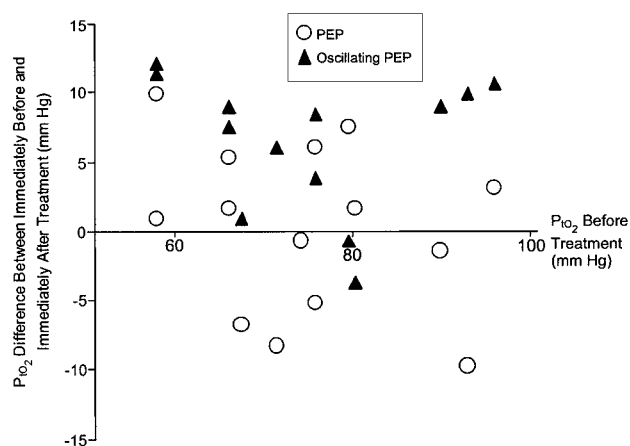 15
10
5
0
-5
-10
-15
PEP
Oscillating PEP
60
80
100
PtO2 Before
Treatment
(mm Hg)
PtO2 Difference Between Immediately Before and
Immediately After Treatment (mm Hg)